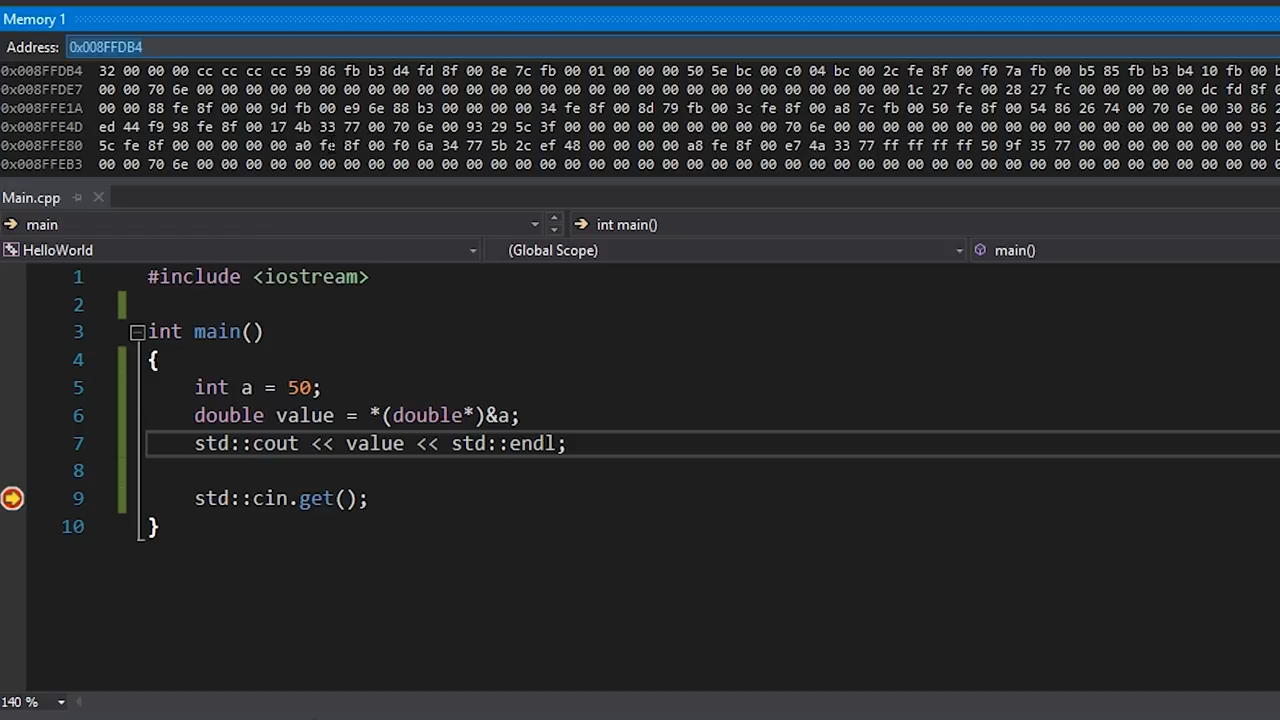 Memory 1
Address: 0x008FFDB4
0x008FFDB4 32 00 00 00 cc cc cc cc 59 86 fb b3 d4 fd 8f 00 8e 7c fb 00 01 00 00 00 50 5e bc 00 c0 04 bc 00 2c fe 8f 00 f0 7a fb 00 b5 85 fb b3 b4 10 fb 00
0x008FFDE7 00 00 70 6e 00 00 00 00 00 00 00 00 00 00 00 00 00 00 00 00 00 00 00 00 00 00 00 00 00 00 00 00 00 1c 27 fc 00 28 27 fc 00 00 00 00 dc fd 8f
0x008FFE1A 00 00 88 fe 8f 00 00 9d fb 00 e9 6e 88 b3 00 00 00 00 34 fe 8f 00 8d 79 fb 00 3c fe 8f 00 a8 7c fb 00 50 fe 8f 00 54 86 26 74 00 70 6e 00 30 86
0x008FFE4D ed 44 f9 98 fe 8f 00 17 4b 33 77 00 70 6e 00 93 29 5c 3f 00 00 00 00 00 00 00 00 00 70 6e 00 00 00 00 00 00 00 00 00 00 00 00 00 00 00 00 00 93
0x008FFE80 5c fe 8f 00 00 00 00 a0 fe 8f 00 f0 6a 34 77 5b 2c ef 48 00 00 00 00 a8 fe 8f 00 e7 4a 33 77 ff ff ff ff 50 9f 35 77 00 00 00 00 00 00 00 00
0x008FFEB3 00 00 70 6e 00 00 00 00 00 00 00 00 00 00 00 00 00 00 00 00 00 00 00 00 00 00 00 00 00 00 00 00 00 00 00 00 00 00 00 00 00 00 00 00 00 00 00 00
Main.cpp
main int main()
HelloWorld (Global Scope) main()
1 #include <iostream>
2
3 int main()
4 {
5 int a = 50;
6 double value = *(double*)&a;
7 std::cout << value << std::endl;
8
9 std::cin.get();
10 }
140 %